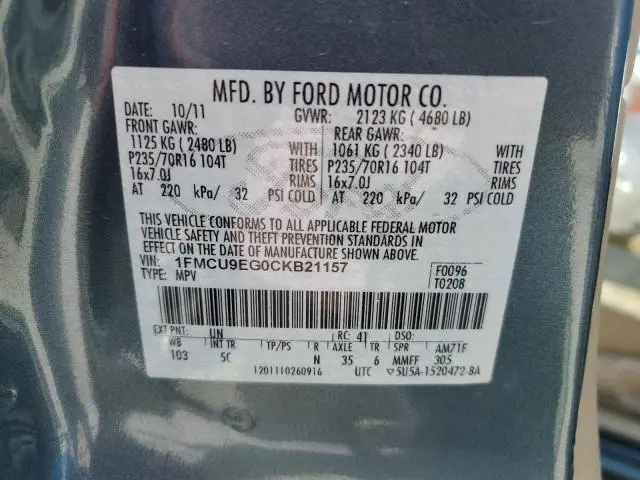 MFD. BY FORD MOTOR CO.
DATE: 10/11 GVWR: 2123 KG ( 4680 LB)
FRONT GAWR: REAR GAWR:
1125 KG ( 2480 LB) WITH 1061 KG ( 2340 LB) WITH
P235/70R16 104T TIRES P235/70R16 104T TIRES
16x7.0J RIMS 16x7.0J RIMS
AT 220 kPa/ 32 PSI COLD AT 220 kPa/ 32 PSI COLD
THIS VEHICLE CONFORMS TO ALL APPLICABLE FEDERAL MOTOR
VEHICLE SAFETY AND THEFT PREVENTION STANDARDS IN
EFFECT ON THE DATE OF MANUFACTURE SHOWN ABOVE.
VIN: 1FMCU9EG0CKB21157 F0096
TYPE: MPV T0208
EXT PNT: UN RC: 41 DSO:
WB INT TR TP/PS R AXLE TR SPR AM71F
103 5C N 35 6 MMFF 305
1201110260916 UTC ▽5U5A-1520472-BA